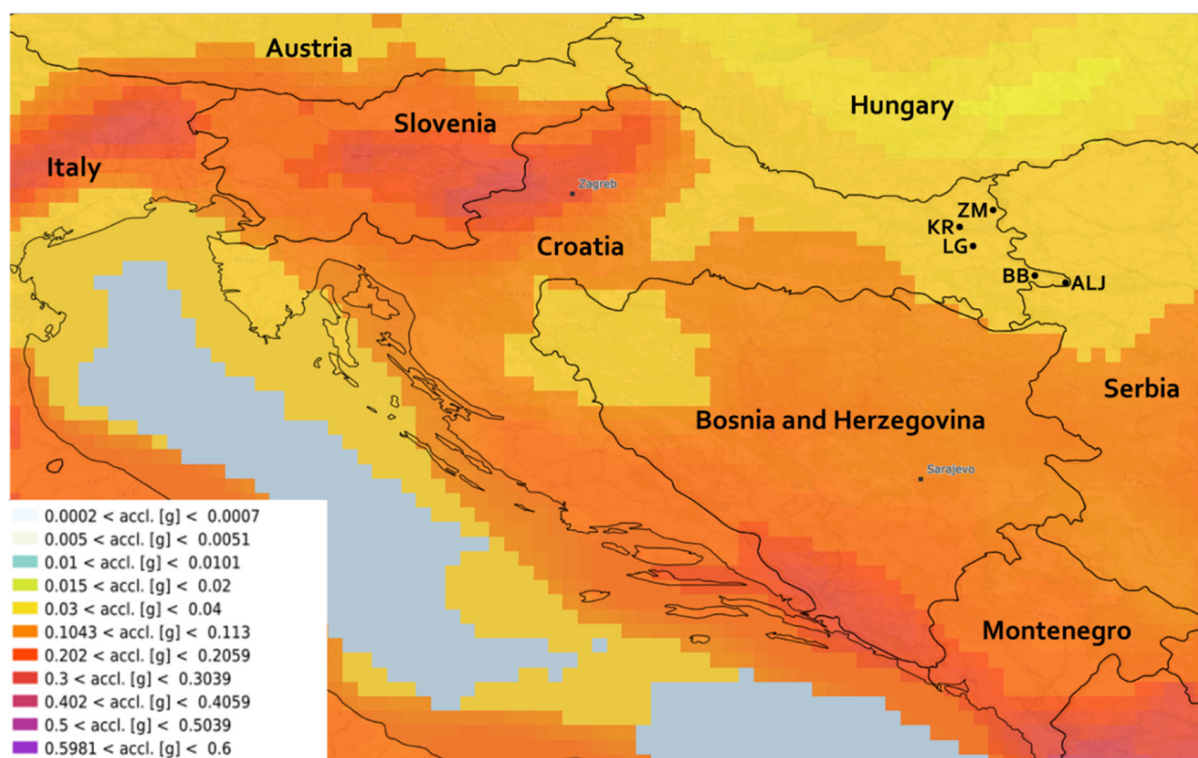 Austria
Hungary
Slovenia
Italy
Zagreb
ZM
KR
Croatia
LG
BB
ALJ
Serbia
Bosnia and Herzegovina
Sarajevo
Montenegro
0.0002 < accl. [g] < 0.0007
0.005 < accl. [g] < 0.0051
0.01 < accl. [g] < 0.0101
0.015 < accl. [g] < 0.02
0.03 < accl. [g] < 0.04
0.1043 < accl. [g] < 0.113
0.202 < accl. [g] < 0.2059
0.3 < accl. [g] < 0.3039
0.402 < accl. [g] < 0.4059
0.5 < accl. [g] < 0.5039
0.5981 < accl. [g] < 0.6